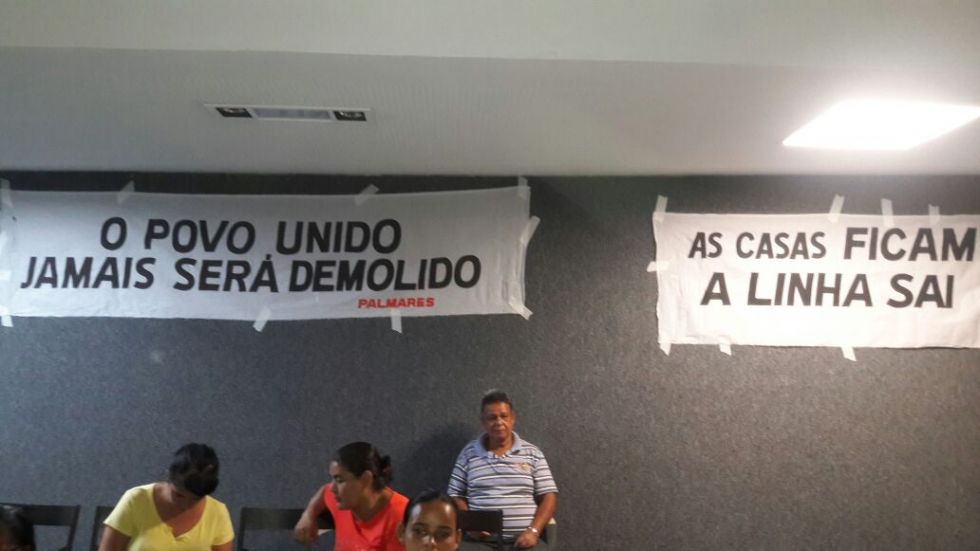 O POVO UNIDO
JAMAIS SERÁ DEMOLIDO
PALMARES
AS CASAS FICAM
A LINHA SAI